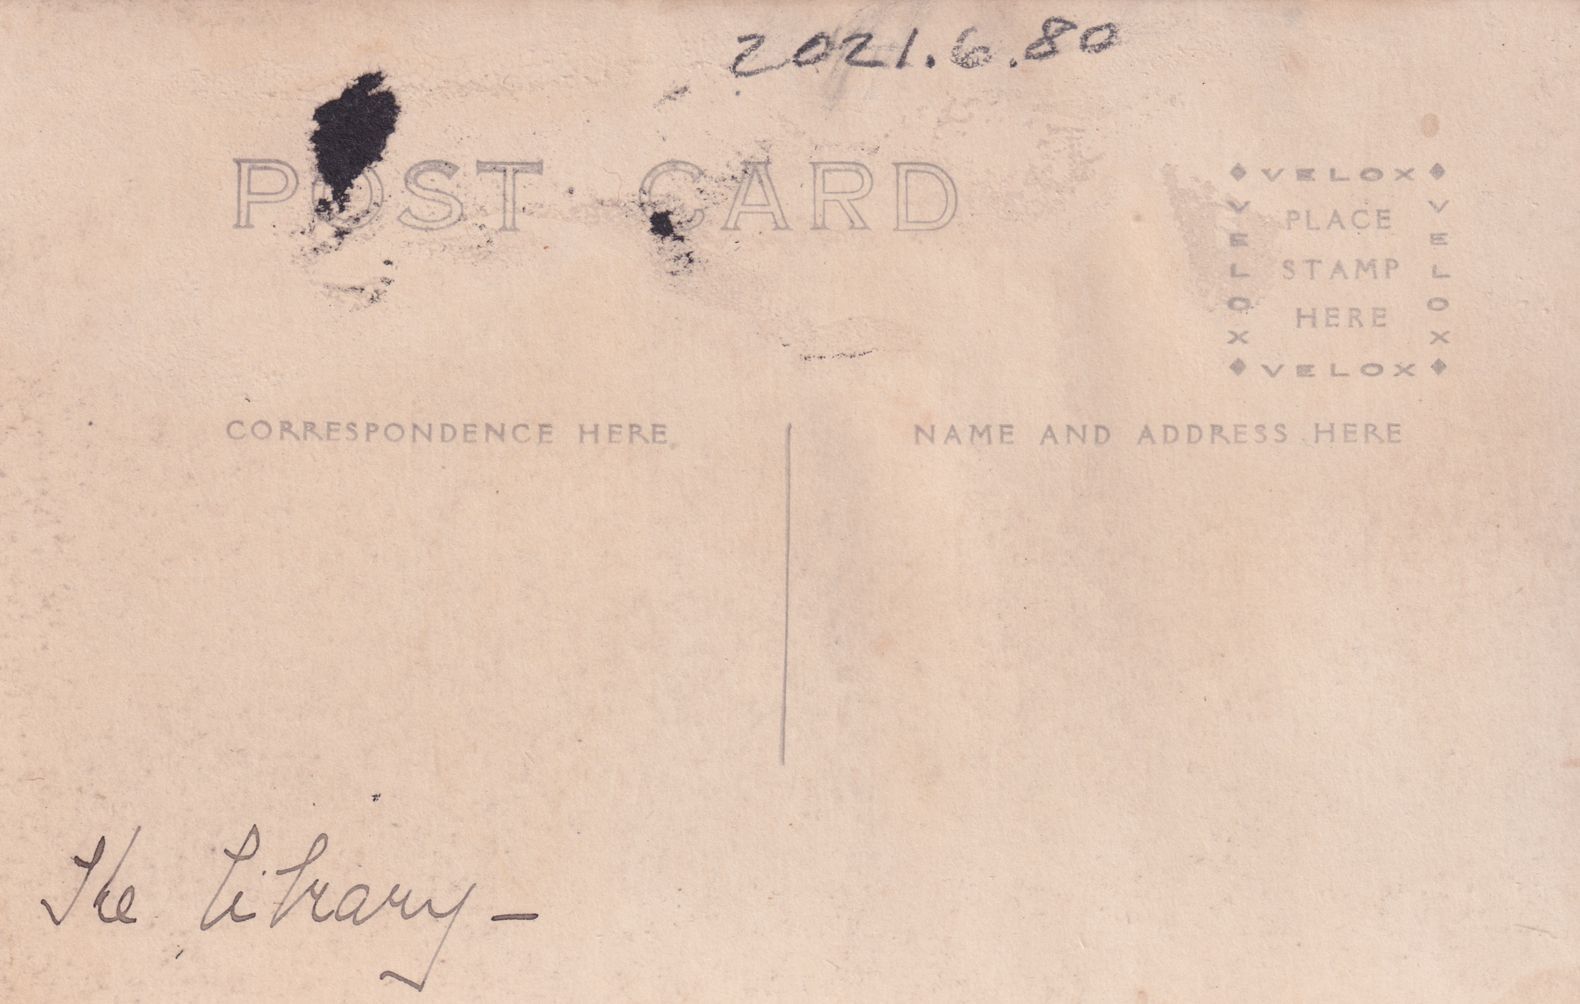 2021.6.80
POST CARD
VELOX
VELOX
PLACE
STAMP
HERE
VELOX
VELOX
CORRESPONDENCE HERE
NAME AND ADDRESS HERE
The Library –